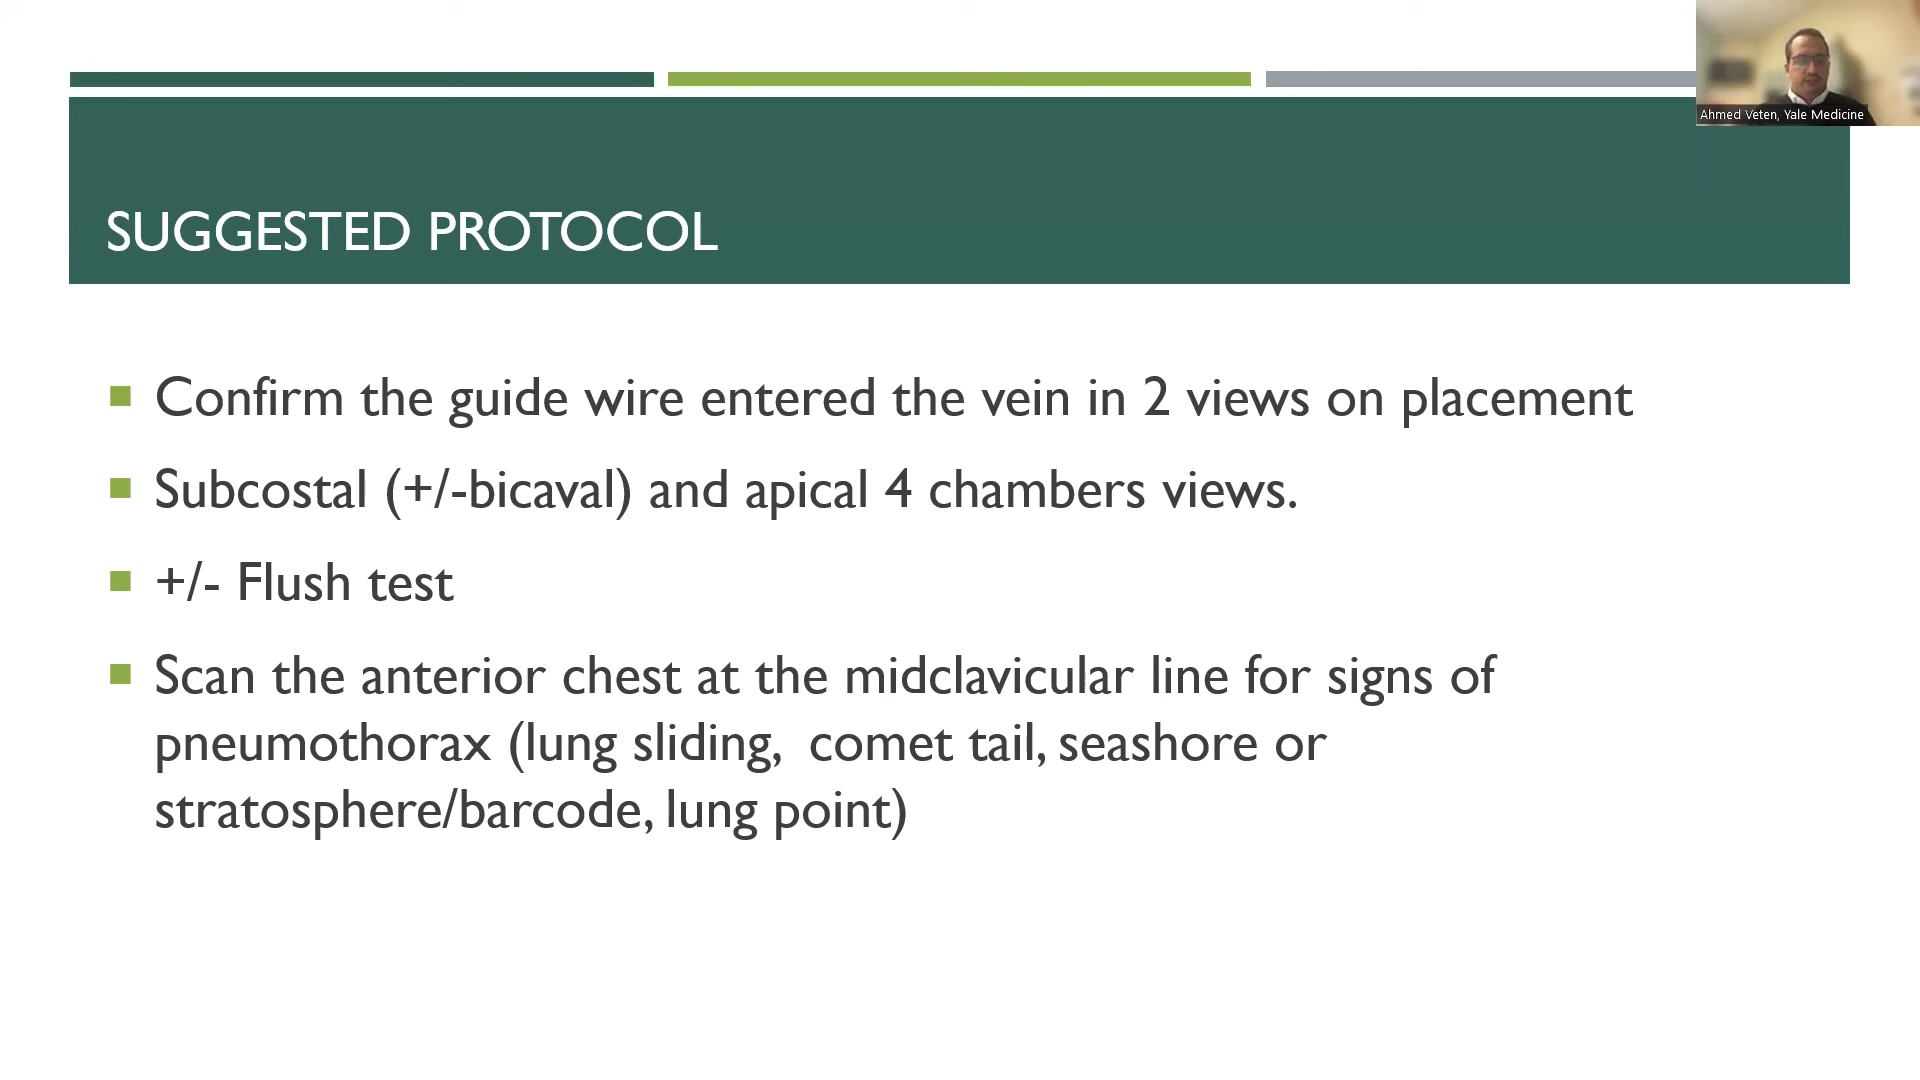 Ahmed Veten, Yale Medicine
SUGGESTED PROTOCOL
Confirm the guide wire entered the vein in 2 views on placement
Subcostal (+/-bicaval) and apical 4 chambers views.
+/- Flush test
Scan the anterior chest at the midclavicular line for signs of
pneumothorax (lung sliding,  comet tail, seashore or
stratosphere/barcode, lung point)